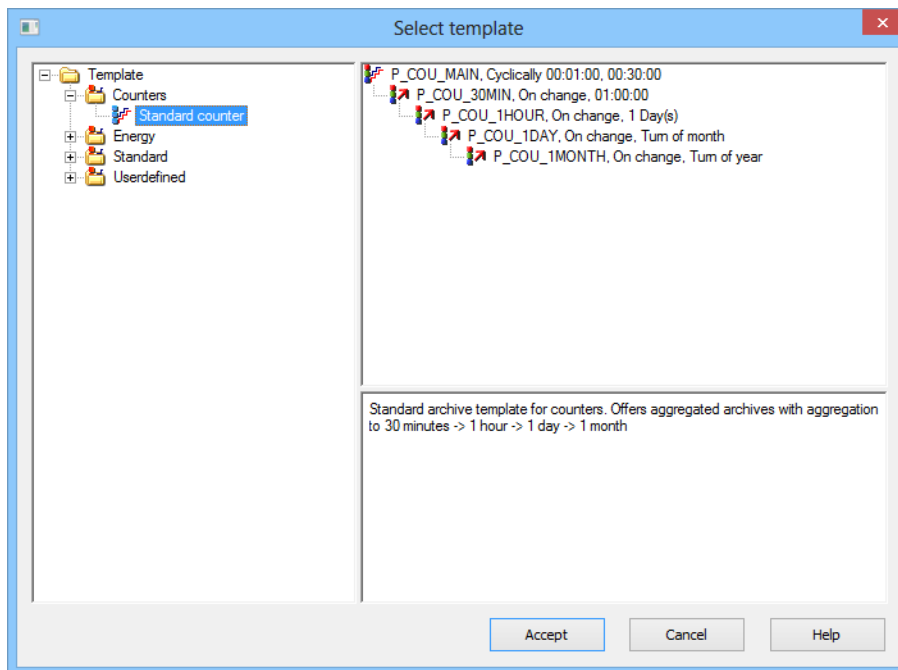 Select template
Template
Counters
Standard counter
Energy
Standard
Userdefined
P_COU_MAIN, Cyclically 00:01:00, 00:30:00
P_COU_30MIN, On change, 01:00:00
P_COU_1HOUR, On change, 1 Day(s)
P_COU_1DAY, On change, Turn of month
P_COU_1MONTH, On change, Turn of year
Standard archive template for counters. Offers aggregated archives with aggregation
to 30 minutes -> 1 hour -> 1 day -> 1 month
Accept
Cancel
Help